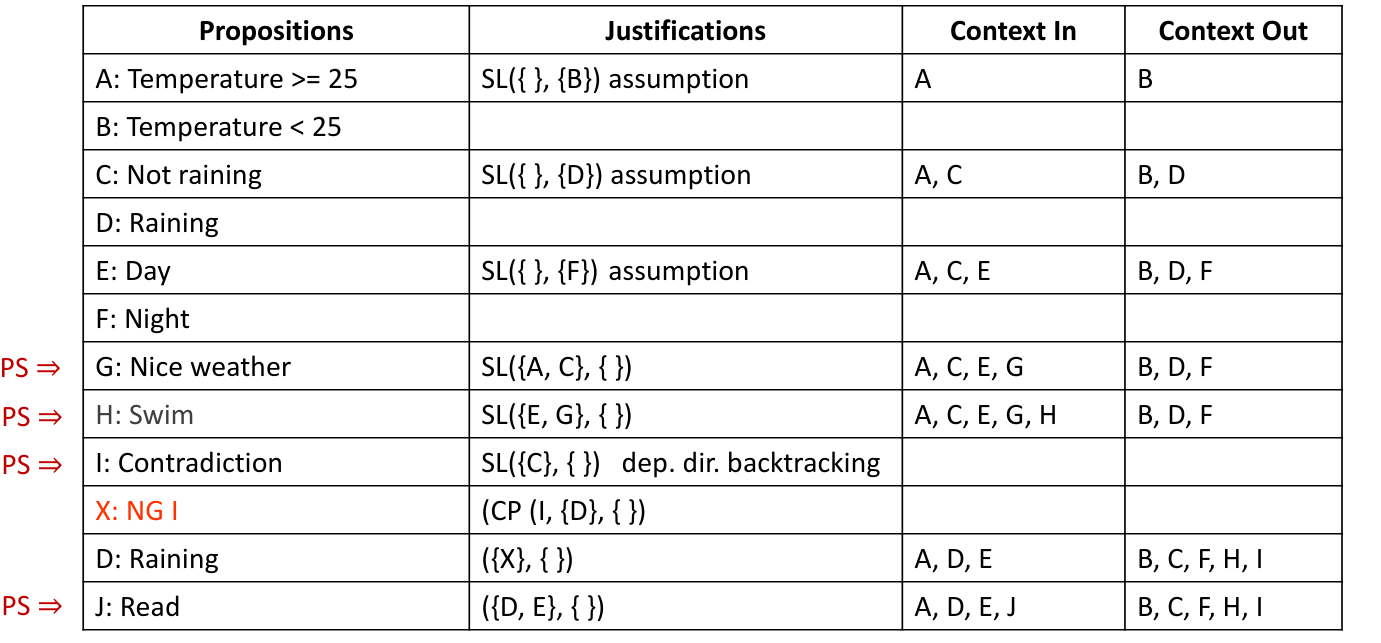 Propositions Justifications Context In Context Out
A: Temperature >= 25 SL({ }, {B}) assumption A B
B: Temperature < 25
C: Not raining SL({ }, {D}) assumption A, C B, D
D: Raining
E: Day SL({ }, {F}) assumption A, C, E B, D, F
F: Night
PS ⇒ G: Nice weather SL({A, C}, { }) A, C, E, G B, D, F
PS ⇒ H: Swim SL({E, G}, { }) A, C, E, G, H B, D, F
PS ⇒ I: Contradiction SL({C}, { }) dep. dir. backtracking
X: NG I (CP (I, {D}, { })
D: Raining ({X}, { }) A, D, E B, C, F, H, I
PS ⇒ J: Read ({D, E}, { }) A, D, E, J B, C, F, H, I